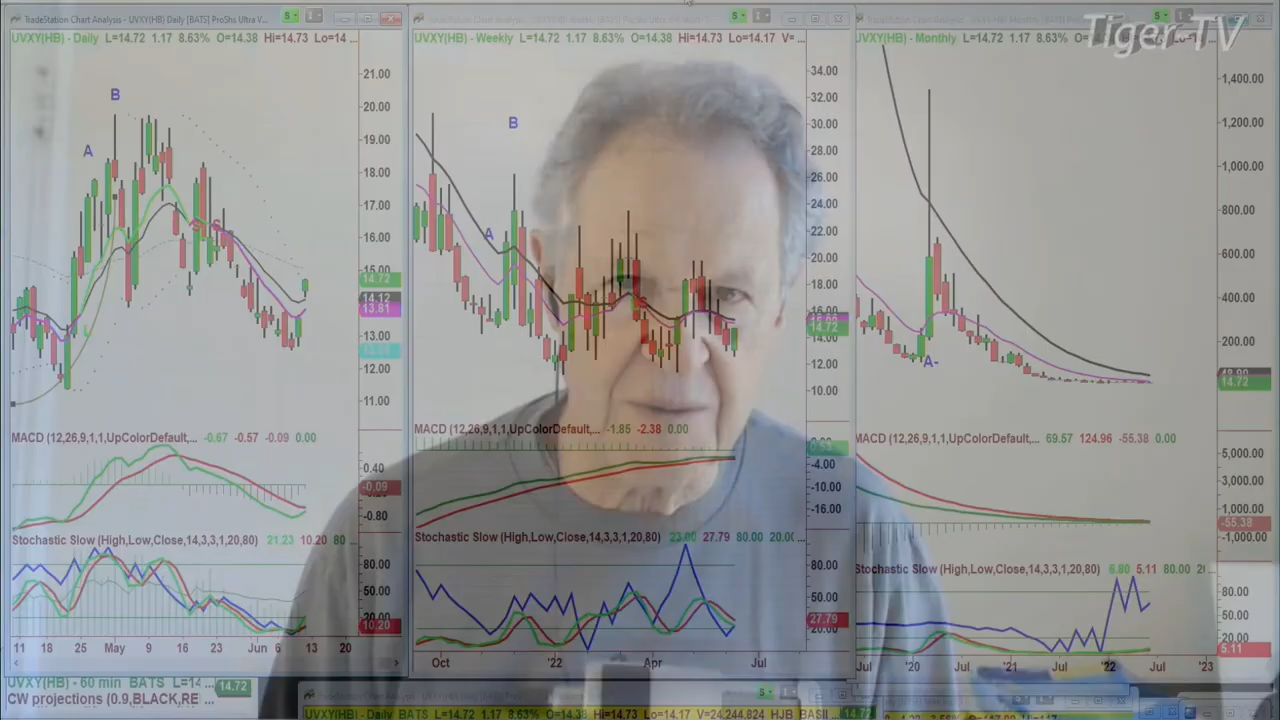 Tiger-TV
TradeStation Chart Analysis - UVXY(HB) Daily [BATS] ProShs Ultra V...
UVXY(HB) - Daily L=14.72 1.17 8.63% O=14.38 Hi=14.73 Lo=14 ...
21.00
20.00
19.00
18.00
17.00
16.00
15.00
14.72
14.12
13.81
13.00
12.00
11.00
B
A
MACD (12,26,9,1,1,UpColorDefault,... -0.67 -0.57 -0.09 0.00
0.40
-0.09
-0.80
Stochastic Slow (High,Low,Close,14,3,3,1,20,80) 21.23 10.20 80
80.00
50.00
20.00
10.20
11 18 25 May 9 16 23 Jun 6 13 20
UVXY(HB) - Weekly L=14.72 1.17 8.63% O=14.38 Hi=14.73 Lo=14.17 V=...
34.00
32.00
30.00
28.00
26.00
24.00
22.00
20.00
18.00
16.00
14.72
14.00
12.00
10.00
B
A
MACD (12,26,9,1,1,UpColorDefault,... -1.85 -2.38 0.00
-4.00
-10.00
-16.00
Stochastic Slow (High,Low,Close,14,3,3,1,20,80) 23.00 27.79 80.00 20.0(...
80.00
50.00
27.79
20.00
Oct '22 Apr Jul
UVXY(HB) - Monthly L=14.72 1.17 8.63%
1,400.00
1,200.00
1,000.00
800.00
600.00
400.00
200.00
14.72
A-
MACD (12,26,9,1,1,UpColorDefault,... 69.57 124.96 -55.38 0.00
5,000.00
3,000.00
1,000.00
-55.38
-1,000.00
Stochastic Slow (High,Low,Close,14,3,3,1,20,80) 6.80 5.11 80.00 2...
80.00
50.00
20.00
5.11
Jul '20 Jul '21 Jul '22 Jul '23
UVXY(HB) - 60 min BATS L=14 ...
14.72
CW projections (0.9,BLACK,RE ...
UVXY(HB) - Daily BATS L=14.72 1.17 8.63% O=14.38 Hi=14.73 Lo=14.17 V=24,244,824
14.72